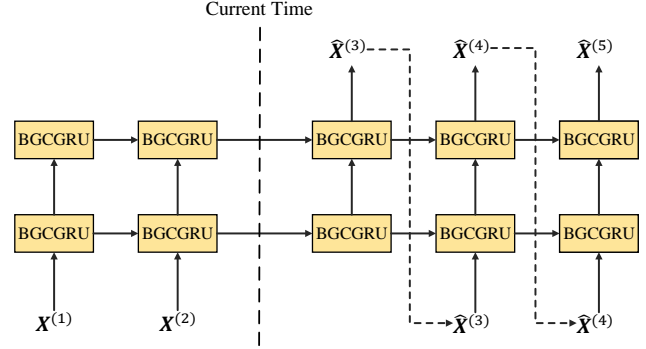 Current Time
X̂^(3) X̂^(4) X̂^(5)
BGCGRU BGCGRU BGCGRU BGCGRU BGCGRU
BGCGRU BGCGRU BGCGRU BGCGRU BGCGRU
X^(1) X^(2) X̂^(3) X̂^(4)